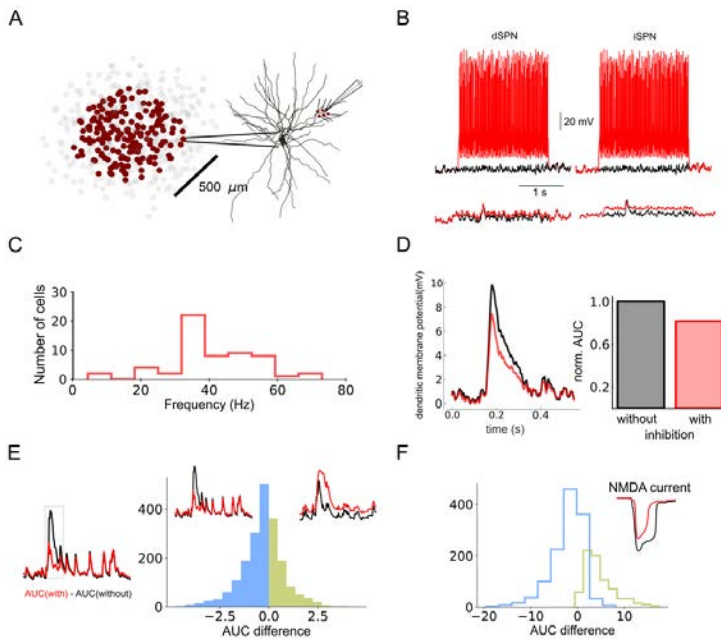 A
500 µm
B
dSPN
iSPN
20 mV
1 s
C
Number of cells
30
20
10
0
0
20
40
60
80
Frequency (Hz)
D
dendritic membrane potential(mV)
10
8
6
4
2
0
0.0
0.2
0.4
time (s)
norm. AUC
1.0
0.6
0.2
without
with
inhibition
E
AUC(with) - AUC(without)
400
200
0
−2.5
0.0
2.5
AUC difference
F
NMDA current
400
200
0
−20
−10
0
10
AUC difference